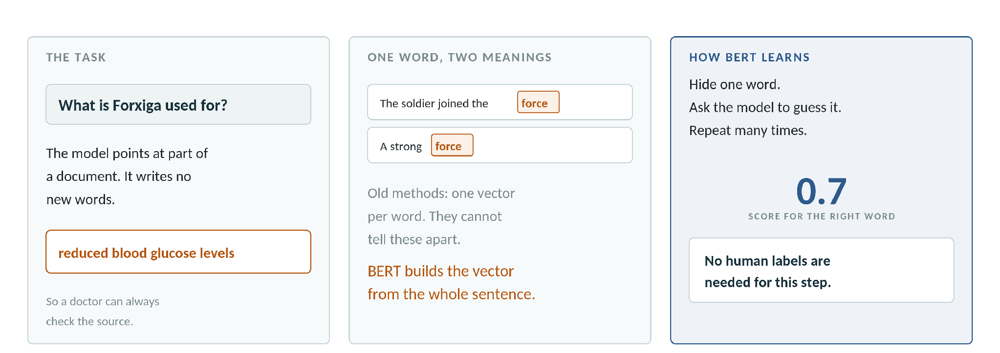 THE TASK
What is Forxiga used for?
The model points at part of
a document. It writes no
new words.
reduced blood glucose levels
So a doctor can always
check the source.
ONE WORD, TWO MEANINGS
The soldier joined the force
A strong force
Old methods: one vector
per word. They cannot
tell these apart.
BERT builds the vector
from the whole sentence.
HOW BERT LEARNS
Hide one word.
Ask the model to guess it.
Repeat many times.
0.7
SCORE FOR THE RIGHT WORD
No human labels are
needed for this step.